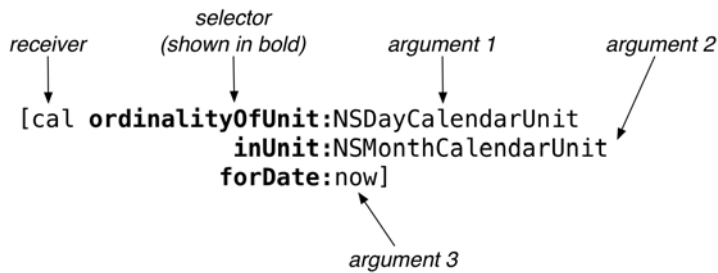 selector
receiver (shown in bold) argument 1 argument 2
[cal ordinalityOfUnit:NSDayCalendarUnit
inUnit:NSMonthCalendarUnit
forDate:now]
argument 3